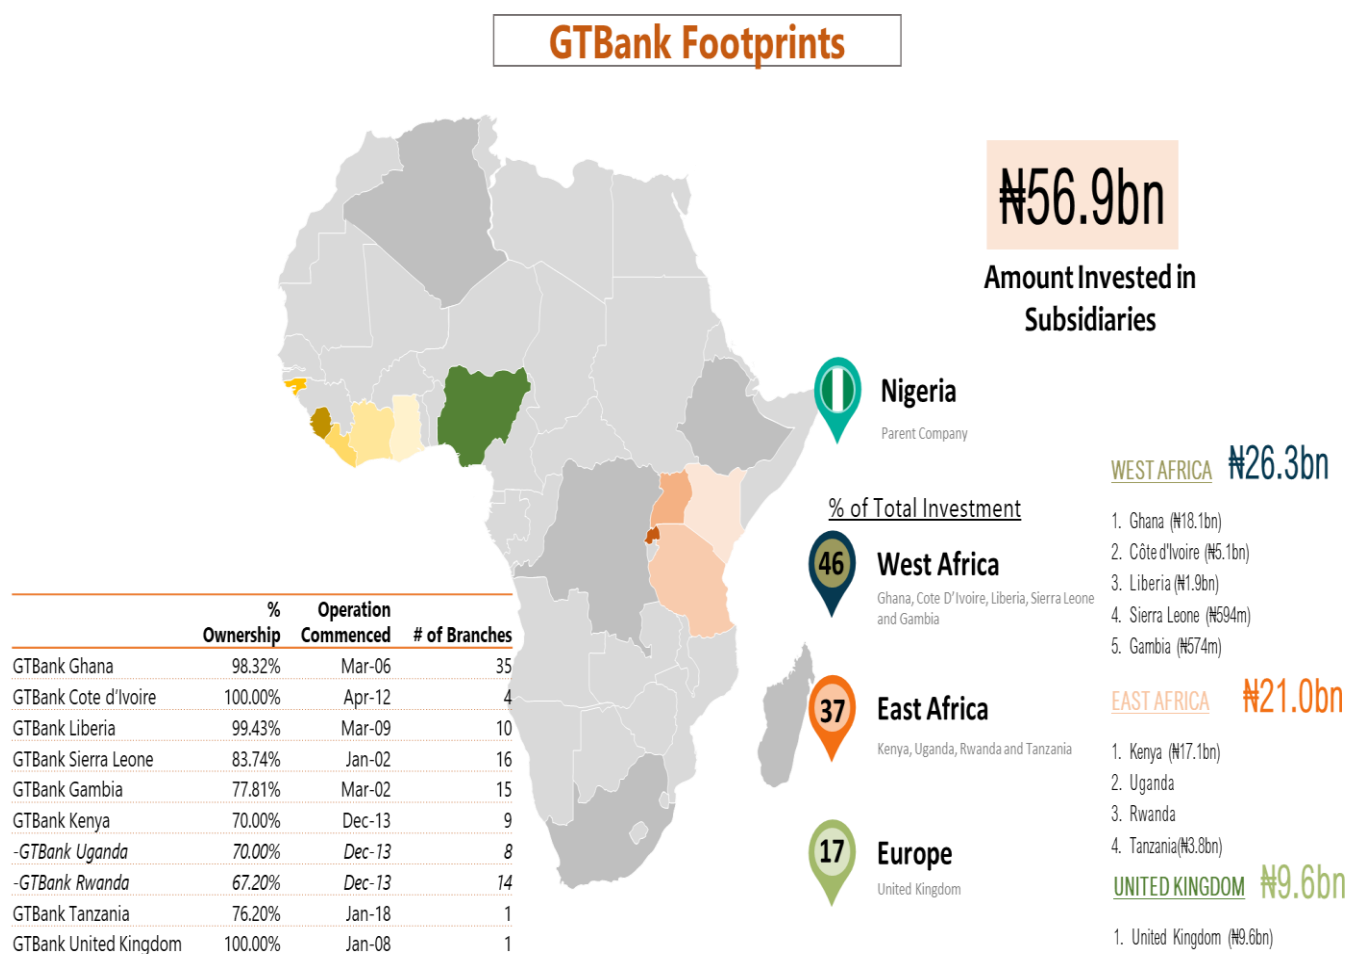 GTBank Footprints
₦56.9bn
Amount Invested in
Subsidiaries
Nigeria
Parent Company
% of Total Investment
46
West Africa
Ghana, Cote D'Ivoire, Liberia, Sierra Leone
and Gambia
37
East Africa
Kenya, Uganda, Rwanda and Tanzania
17
Europe
United Kingdom
WEST AFRICA ₦26.3bn
1. Ghana (₦18.1bn)
2. Côte d'Ivoire (₦5.1bn)
3. Liberia (₦1.9bn)
4. Sierra Leone (₦594m)
5. Gambia (₦574m)
EAST AFRICA ₦21.0bn
1. Kenya (₦17.1bn)
2. Uganda
3. Rwanda
4. Tanzania(₦3.8bn)
UNITED KINGDOM ₦9.6bn
1. United Kingdom (₦9.6bn)
% Operation
Ownership Commenced # of Branches
GTBank Ghana 98.32% Mar-06 35
GTBank Cote d'Ivoire 100.00% Apr-12 4
GTBank Liberia 99.43% Mar-09 10
GTBank Sierra Leone 83.74% Jan-02 16
GTBank Gambia 77.81% Mar-02 15
GTBank Kenya 70.00% Dec-13 9
-GTBank Uganda 70.00% Dec-13 8
-GTBank Rwanda 67.20% Dec-13 14
GTBank Tanzania 76.20% Jan-18 1
GTBank United Kingdom 100.00% Jan-08 1